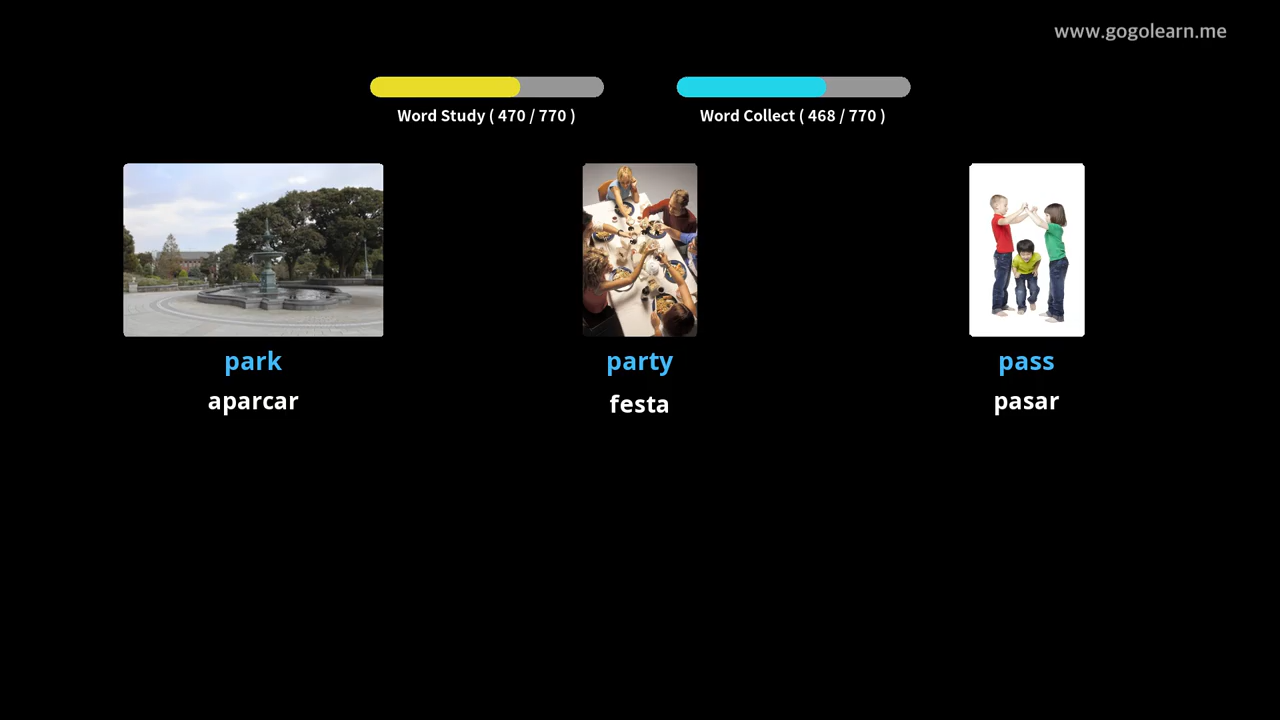 www.gogolearn.me
Word Study ( 470 / 770 )
Word Collect ( 468 / 770 )
park
party
pass
aparcar
festa
pasar